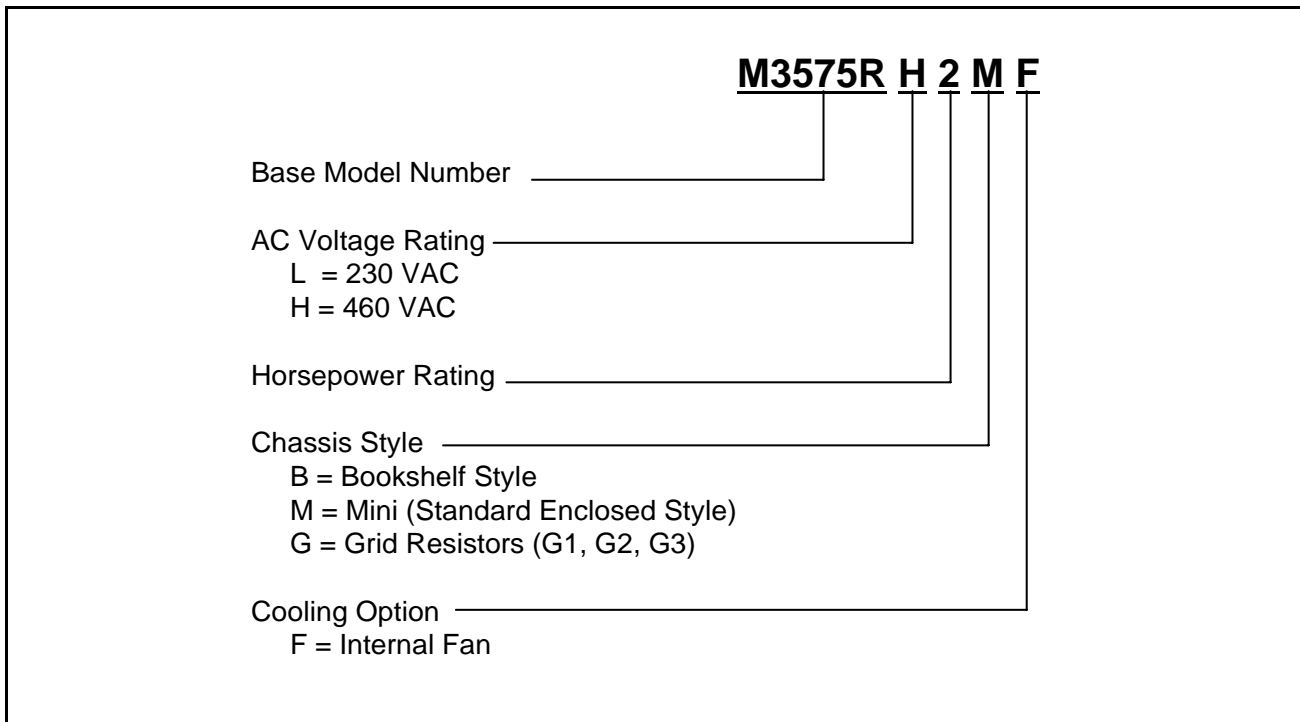 M3575R H 2 M F
Base Model Number
AC Voltage Rating
L = 230 VAC
H = 460 VAC
Horsepower Rating
Chassis Style
B = Bookshelf Style
M = Mini (Standard Enclosed Style)
G = Grid Resistors (G1, G2, G3)
Cooling Option
F = Internal Fan